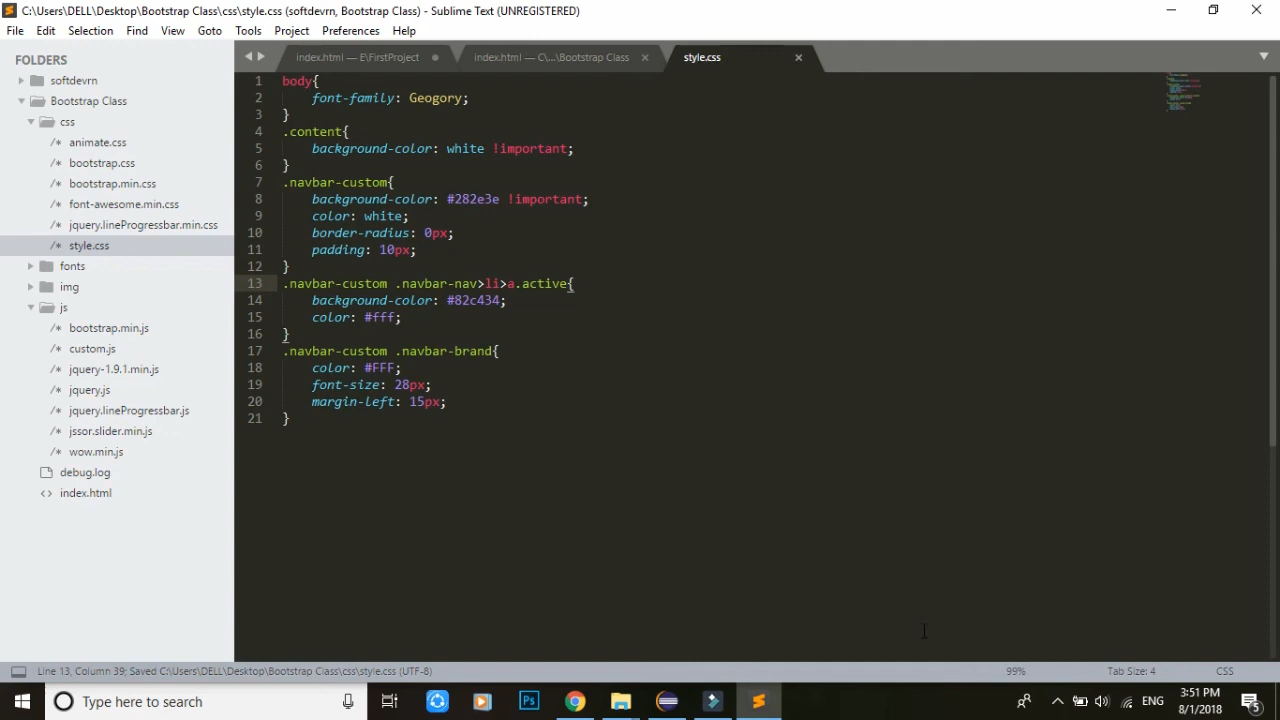 C:\Users\DELL\Desktop\Bootstrap Class\css\style.css (softdevrn, Bootstrap Class) - Sublime Text (UNREGISTERED)
File Edit Selection Find View Goto Tools Project Preferences Help
FOLDERS
softdevrn
Bootstrap Class
css
/* animate.css
/* bootstrap.css
/* bootstrap.min.css
/* font-awesome.min.css
/* jquery.lineProgressbar.min.css
/* style.css
fonts
img
js
/* bootstrap.min.js
/* custom.js
/* jquery-1.9.1.min.js
/* jquery.js
/* jquery.lineProgressbar.js
/* jssor.slider.min.js
/* wow.min.js
debug.log
<> index.html
index.html — E\FirstProject
index.html — C\...\Bootstrap Class
style.css
1 body{
2 font-family: Geogory;
3 }
4 .content{
5 background-color: white !important;
6 }
7 .navbar-custom{
8 background-color: #282e3e !important;
9 color: white;
10 border-radius: 0px;
11 padding: 10px;
12 }
13 .navbar-custom .navbar-nav>li>a.active{
14 background-color: #82c434;
15 color: #fff;
16 }
17 .navbar-custom .navbar-brand{
18 color: #FFF;
19 font-size: 28px;
20 margin-left: 15px;
21 }
Line 13, Column 39; Saved C:\Users\DELL\Desktop\Bootstrap Class\css\style.css (UTF-8)
99%
Tab Size: 4
CSS
Type here to search
Ps
ENG
3:51 PM
8/1/2018
5